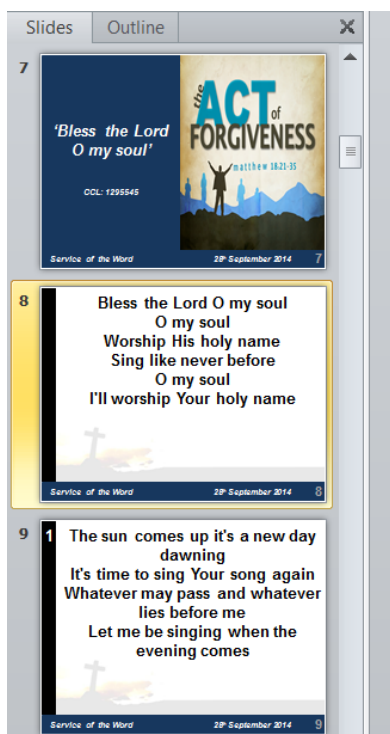 Slides Outline
7
'Bless the Lord
O my soul'
CCL: 1295545
the
ACT of
FORGIVENESS
matthew 18:21-35
Service of the Word 28th September 2014 7
8
Bless the Lord O my soul
O my soul
Worship His holy name
Sing like never before
O my soul
I'll worship Your holy name
Service of the Word 28th September 2014 8
9
1 The sun comes up it's a new day
dawning
It's time to sing Your song again
Whatever may pass and whatever
lies before me
Let me be singing when the
evening comes
Service of the Word 28th September 2014 9